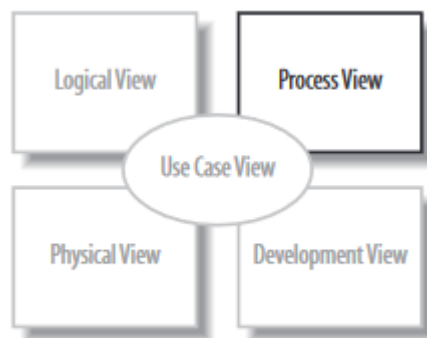 Logical View
Process View
Use Case View
Physical View
Development View